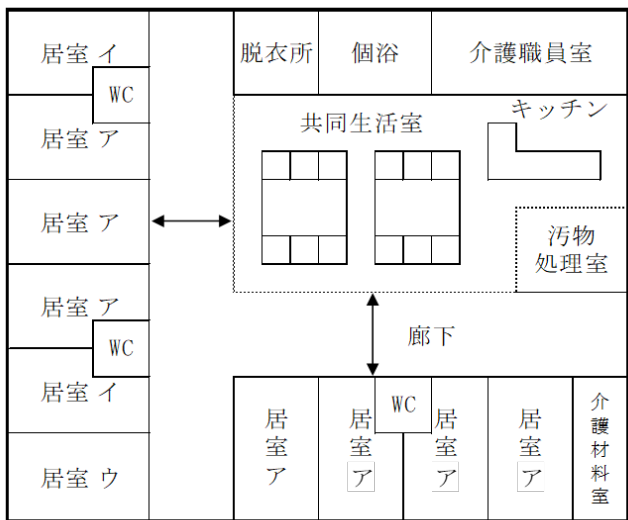 居室 イ
WC
居室 ア
居室 ア
居室 ア
WC
居室 イ
居室 ウ
脱衣所
個浴
介護職員室
共同生活室
キッチン
汚物
処理室
廊下
居室 ア
居室 ア
WC
居室 ア
居室 ア
介護材料室